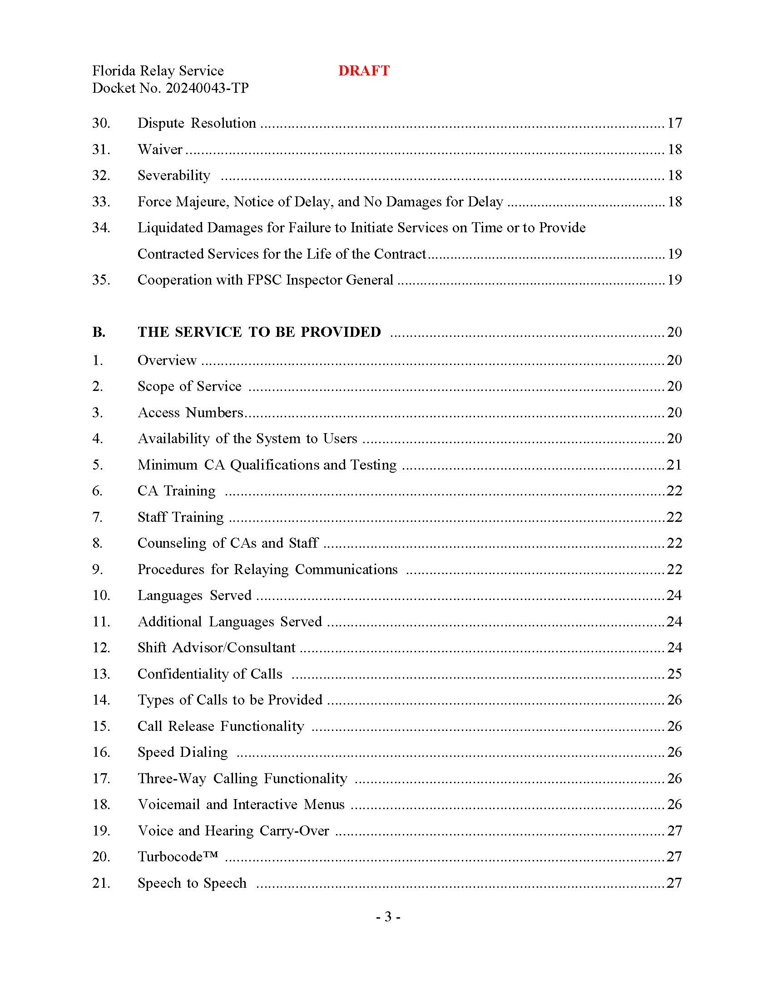 Florida Relay Service DRAFT
Docket No. 20240043-TP
30. Dispute Resolution ........................................ 17
31. Waiver ........................................ 18
32. Severability ........................................ 18
33. Force Majeure, Notice of Delay, and No Damages for Delay ........................................ 18
34. Liquidated Damages for Failure to Initiate Services on Time or to Provide
Contracted Services for the Life of the Contract ........................................ 19
35. Cooperation with FPSC Inspector General ........................................ 19
B. THE SERVICE TO BE PROVIDED ........................................ 20
1. Overview ........................................ 20
2. Scope of Service ........................................ 20
3. Access Numbers ........................................ 20
4. Availability of the System to Users ........................................ 20
5. Minimum CA Qualifications and Testing ........................................ 21
6. CA Training ........................................ 22
7. Staff Training ........................................ 22
8. Counseling of CAs and Staff ........................................ 22
9. Procedures for Relaying Communications ........................................ 22
10. Languages Served ........................................ 24
11. Additional Languages Served ........................................ 24
12. Shift Advisor/Consultant ........................................ 24
13. Confidentiality of Calls ........................................ 25
14. Types of Calls to be Provided ........................................ 26
15. Call Release Functionality ........................................ 26
16. Speed Dialing ........................................ 26
17. Three-Way Calling Functionality ........................................ 26
18. Voicemail and Interactive Menus ........................................ 26
19. Voice and Hearing Carry-Over ........................................ 27
20. Turbocode™ ........................................ 27
21. Speech to Speech ........................................ 27
- 3 -